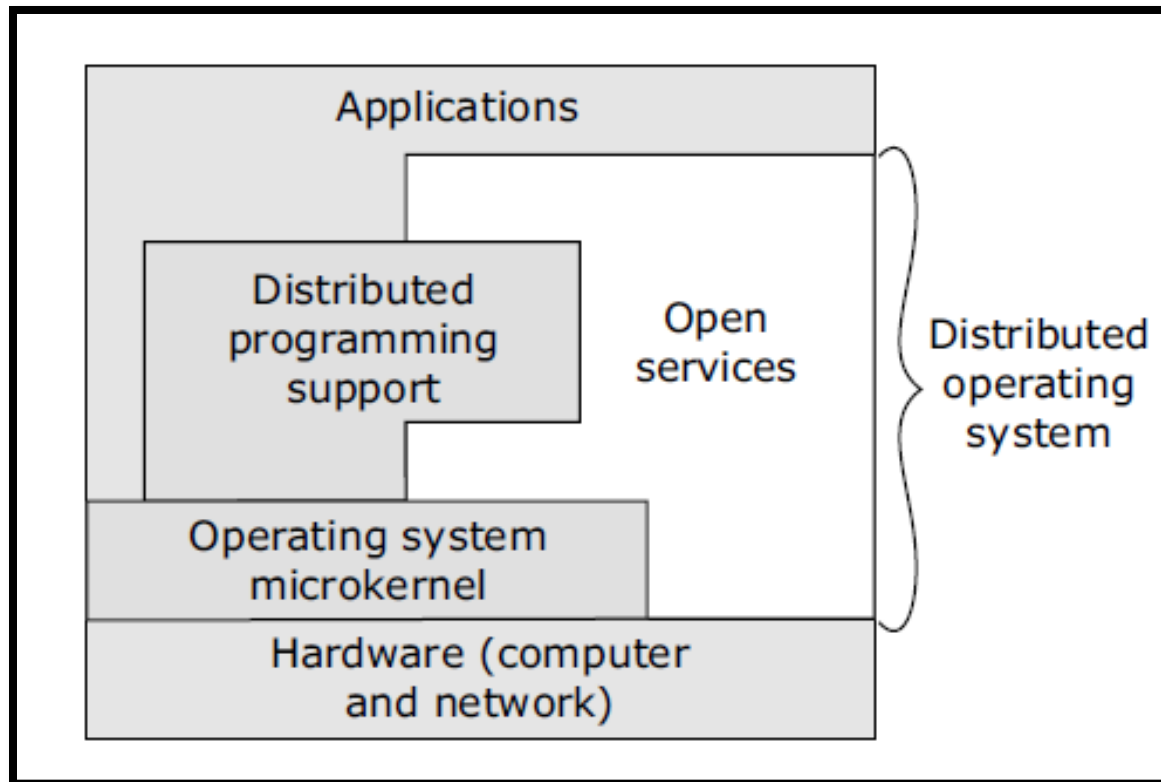 Applications
Distributed
programming
support
Open
services
Distributed
operating
system
Operating system
microkernel
Hardware (computer
and network)